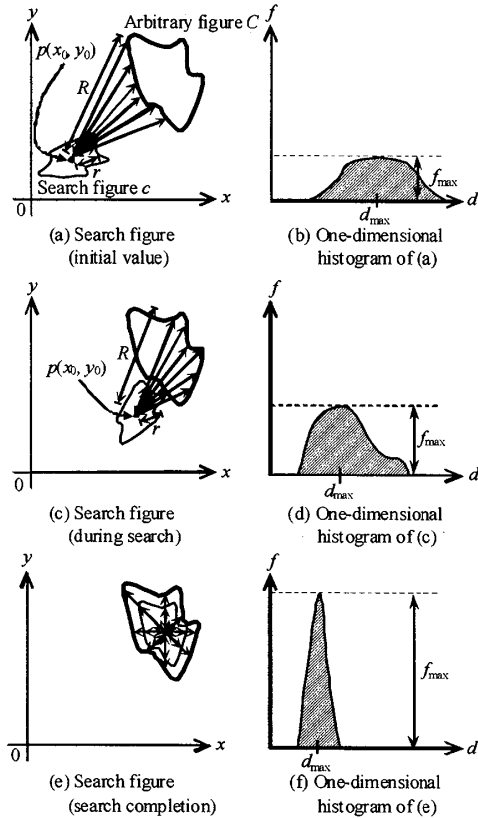 y
Arbitrary figure C
p(x0, y0)
R
r
Search figure c
0
x
(a) Search figure
(initial value)
f
fmax
dmax
d
(b) One-dimensional
histogram of (a)
y
R
p(x0, y0)
r
0
x
(c) Search figure
(during search)
f
fmax
dmax
d
(d) One-dimensional
histogram of (c)
y
0
x
(e) Search figure
(search completion)
f
fmax
dmax
d
(f) One-dimensional
histogram of (e)